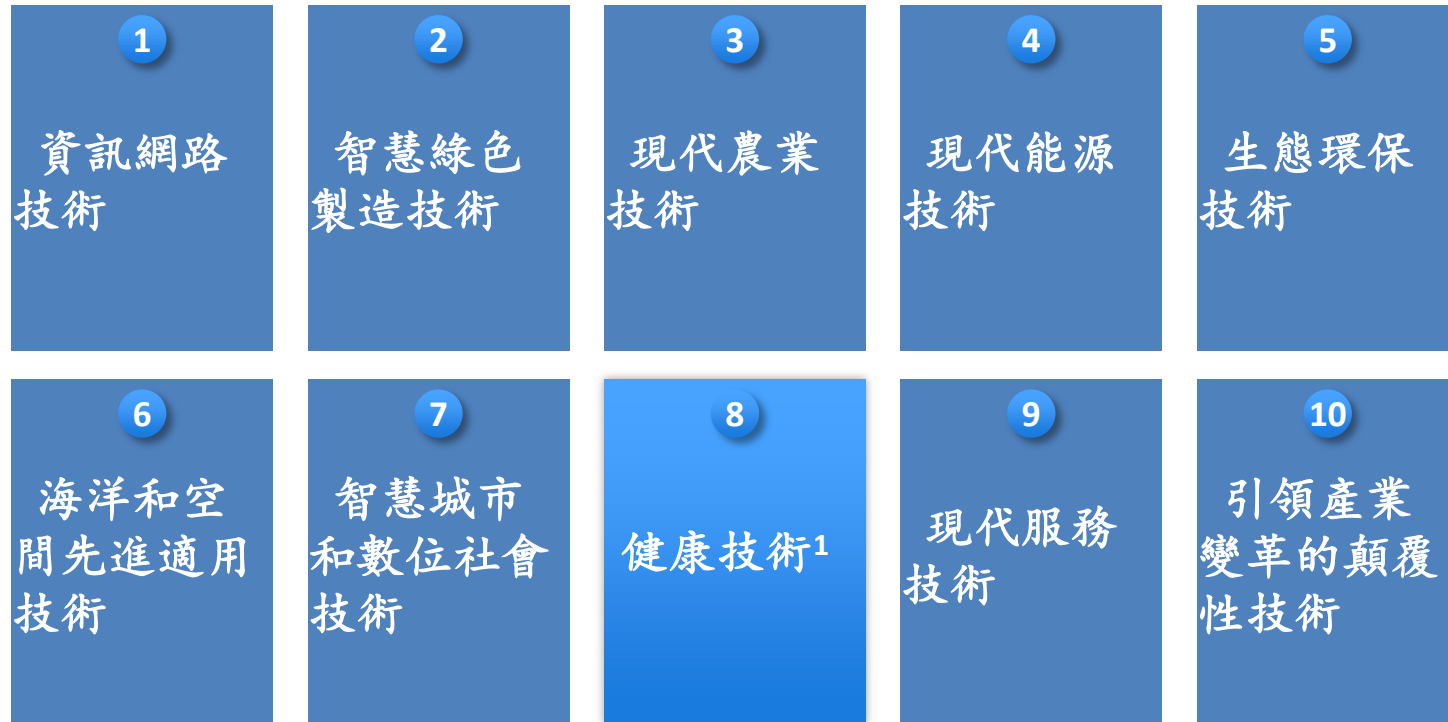 1
資訊網路
技術
2
智慧綠色
製造技術
3
現代農業
技術
4
現代能源
技術
5
生態環保
技術
6
海洋和空
間先進適用
技術
7
智慧城市
和數位社會
技術
8
健康技術1
9
現代服務
技術
10
引領產業
變革的顛覆
性技術